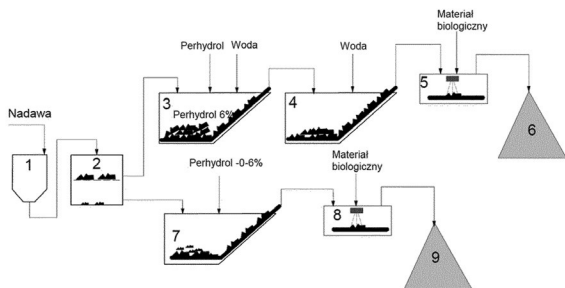 Perhydrol
Woda
Woda
Materiał
biologiczny
Nadawa
1
2
3
Perhydrol 6%
4
5
6
Perhydrol -0-6%
Materiał
biologiczny
7
8
9